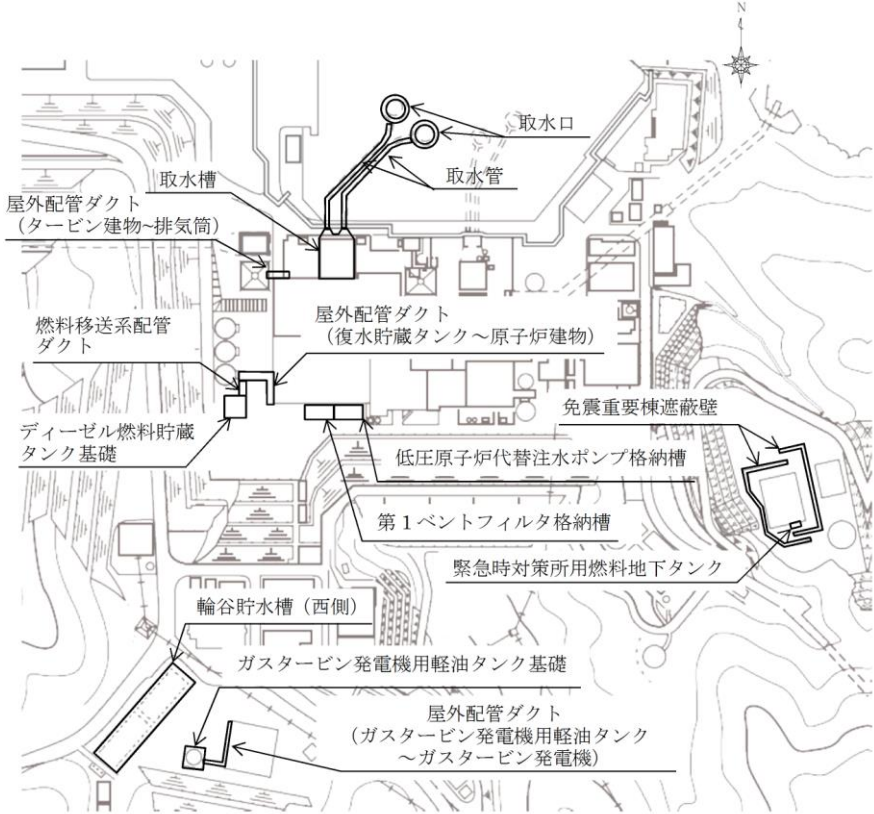 N
取水口
取水管
取水槽
屋外配管ダクト
（タービン建物~排気筒）
燃料移送系配管
ダクト
屋外配管ダクト
（復水貯蔵タンク～原子炉建物）
免震重要棟遮蔽壁
ディーゼル燃料貯蔵
タンク基礎
低圧原子炉代替注水ポンプ格納槽
第１ベントフィルタ格納槽
緊急時対策所用燃料地下タンク
輪谷貯水槽（西側）
ガスタービン発電機用軽油タンク基礎
屋外配管ダクト
（ガスタービン発電機用軽油タンク
～ガスタービン発電機）